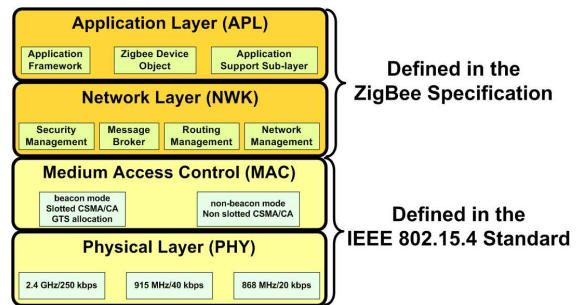 Application Layer (APL)
Application
Framework
Zigbee Device
Object
Application
Support Sub-layer
Network Layer (NWK)
Security
Management
Message
Broker
Routing
Management
Network
Management
Defined in the
ZigBee Specification
Medium Access Control (MAC)
beacon mode
Slotted CSMA/CA
GTS allocation
non-beacon mode
Non slotted CSMA/CA
Physical Layer (PHY)
2.4 GHz/250 kbps
915 MHz/40 kbps
868 MHz/20 kbps
Defined in the
IEEE 802.15.4 Standard